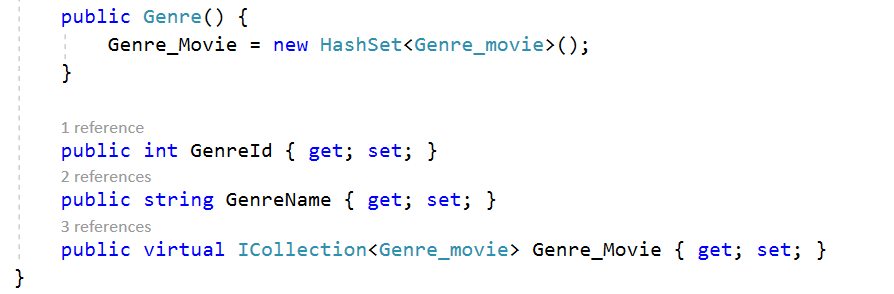 public Genre() {
Genre_Movie = new HashSet<Genre_movie>();
}
1 reference
public int GenreId { get; set; }
2 references
public string GenreName { get; set; }
3 references
public virtual ICollection<Genre_movie> Genre_Movie { get; set; }
}